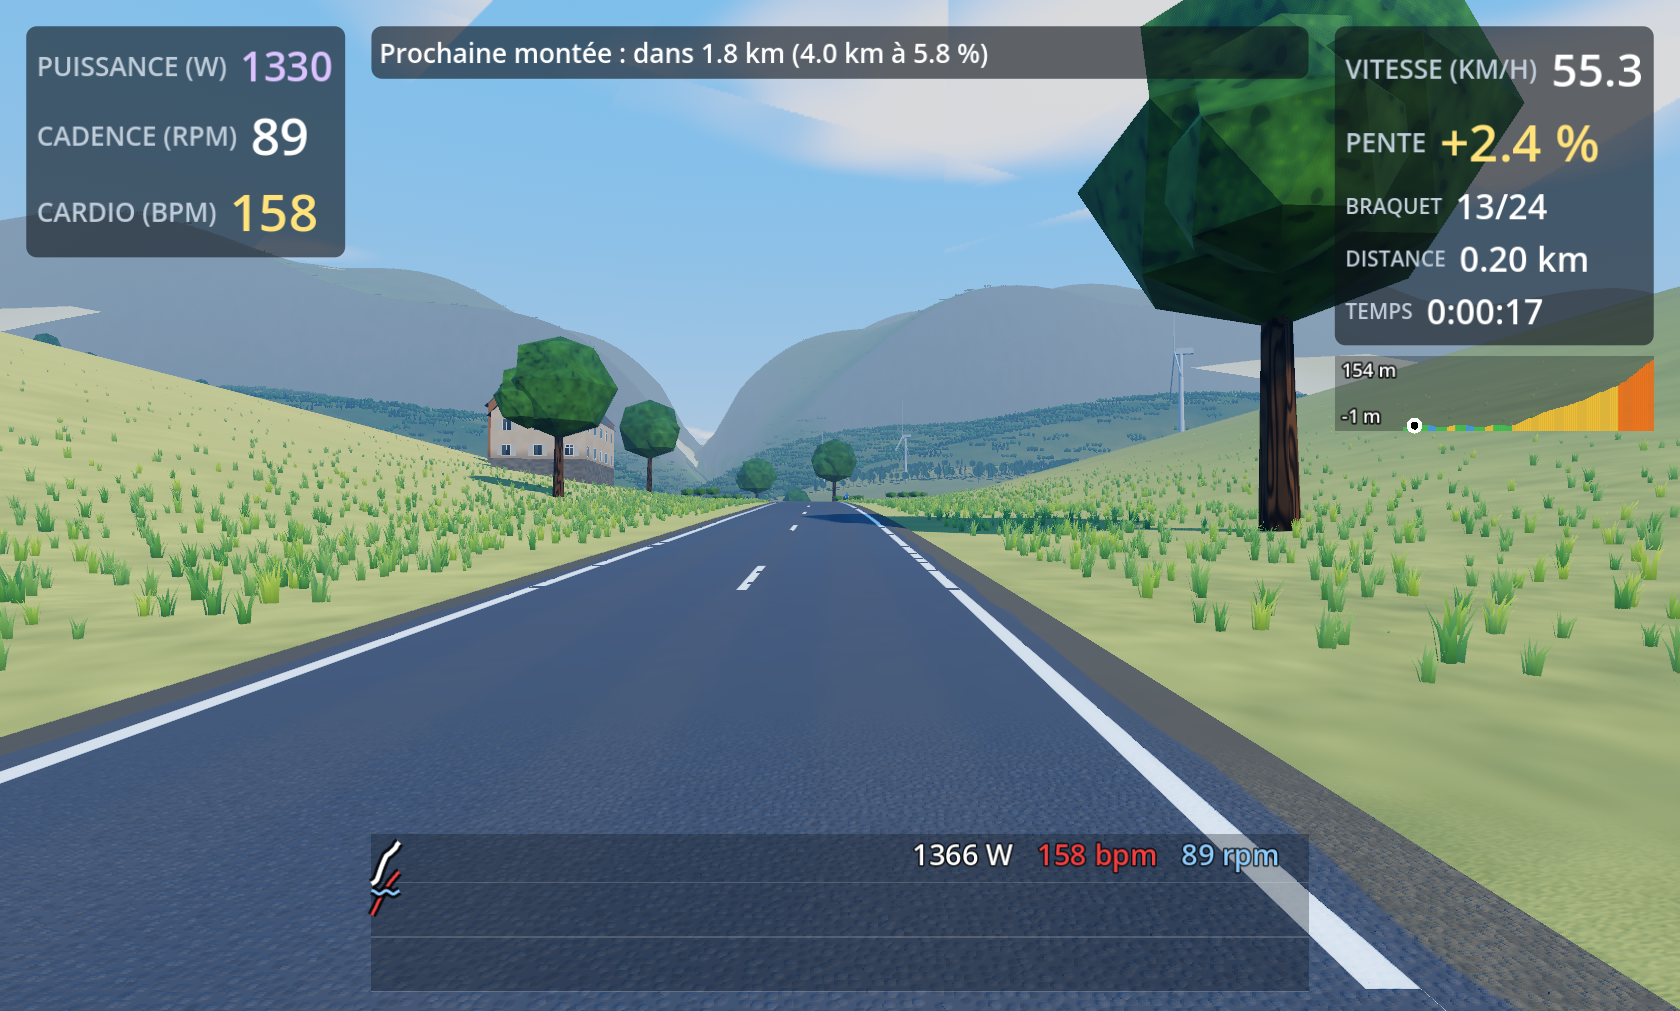 PUISSANCE (W) 1330
CADENCE (RPM) 89
CARDIO (BPM) 158
Prochaine montée : dans 1.8 km (4.0 km à 5.8 %)
VITESSE (KM/H) 55.3
PENTE +2.4 %
BRAQUET 13/24
DISTANCE 0.20 km
TEMPS 0:00:17
154 m
-1 m
1366 W 158 bpm 89 rpm